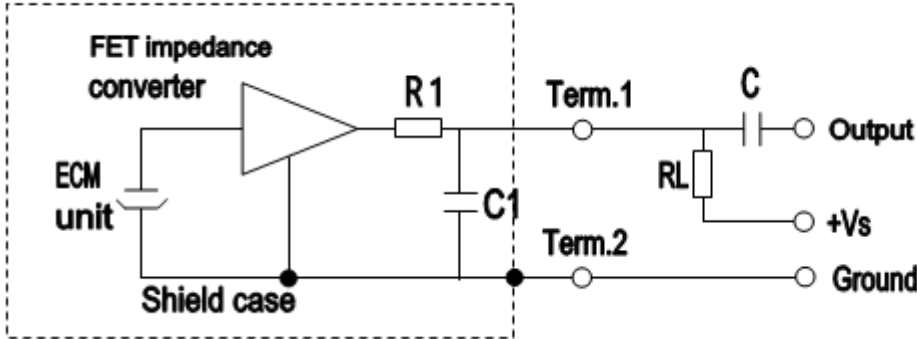 FET impedance
converter
R1
Term.1
C
Output
ECM
unit
C1
RL
+Vs
Term.2
Ground
Shield case